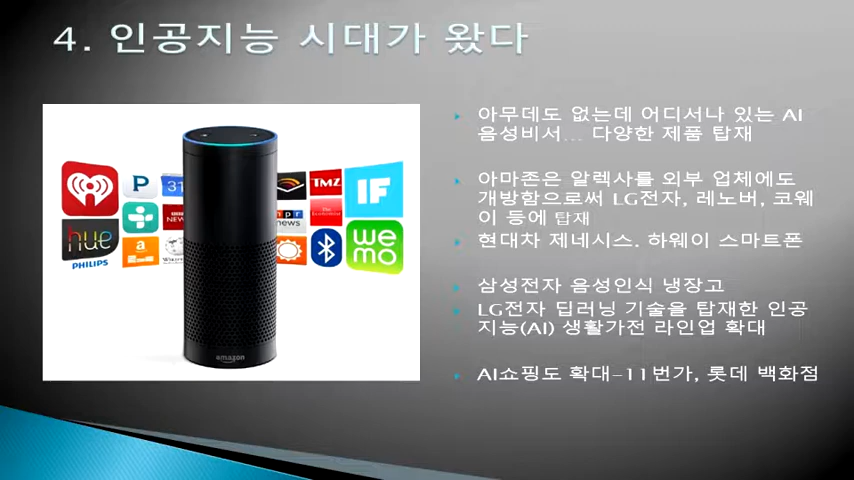 4. 인공지능 시대가 왔다
아무데도 없는데 어디서나 있는 AI
음성비서... 다양한 제품 탑재
아마존은 알렉사를 외부 업체에도
개방함으로써 LG전자, 레노버, 코웨
이 등에 탑재
현대차 제네시스. 하웨이 스마트폰
삼성전자 음성인식 냉장고
LG전자 딥러닝 기술을 탑재한 인공
지능(AI) 생활가전 라인업 확대
AI쇼핑도 확대-11번가, 롯데 백화점
P
31
TMZ
IF
NEWS
npr
news
The Economist
hue
PHILIPS
a
we
mo
amazon